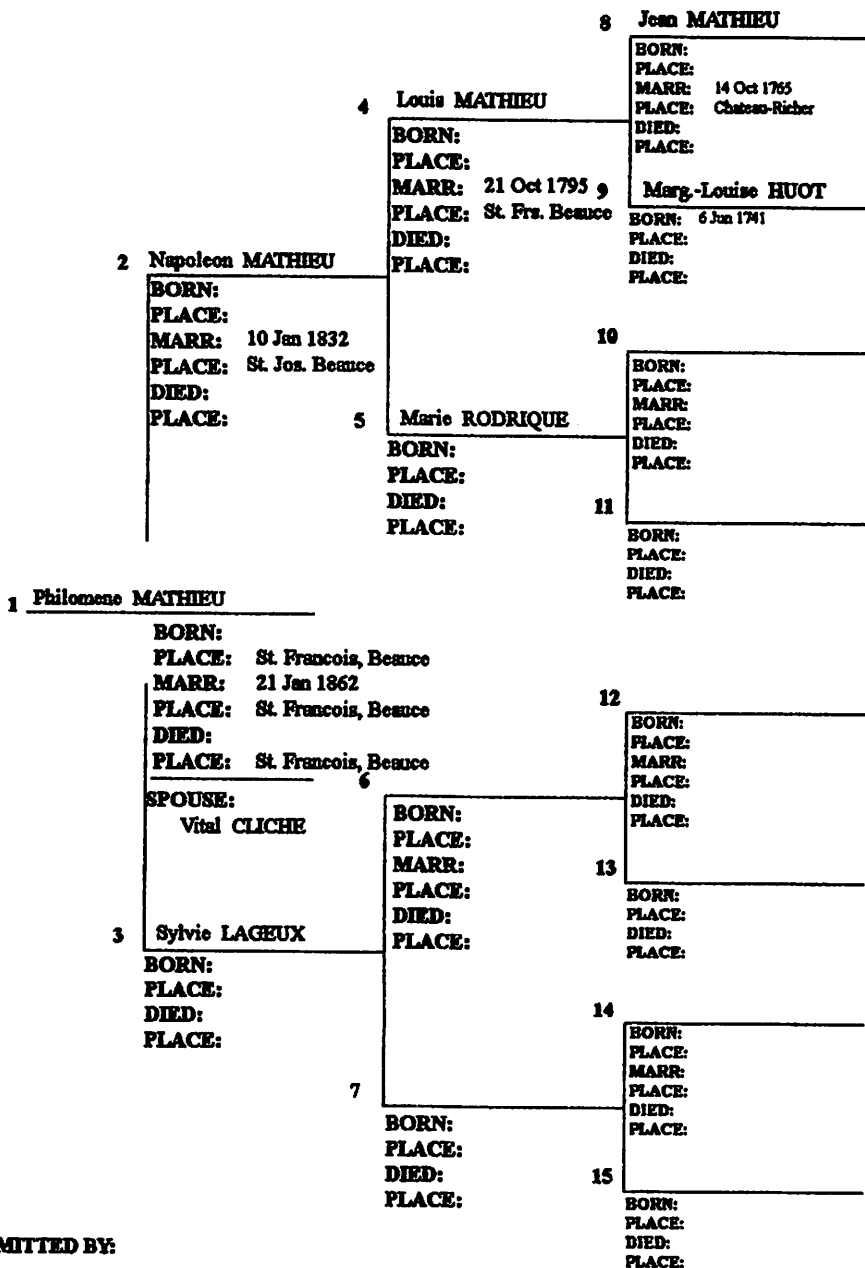 8 Jean MATHIEU
BORN:
PLACE:
MARR: 14 Oct 1765
PLACE: Chateau-Richer
DIED:
PLACE:
4 Louis MATHIEU
BORN:
PLACE:
MARR: 21 Oct 1795
PLACE: St. Frs. Beauce
DIED:
PLACE:
9 Marg.-Louise HUOT
BORN: 6 Jun 1741
PLACE:
DIED:
PLACE:
2 Napoleon MATHIEU
BORN:
PLACE:
MARR: 10 Jan 1832
PLACE: St. Jos. Beauce
DIED:
PLACE:
10
BORN:
PLACE:
MARR:
PLACE:
DIED:
PLACE:
5 Marie RODRIQUE
BORN:
PLACE:
DIED:
PLACE:
11
BORN:
PLACE:
DIED:
PLACE:
1 Philomene MATHIEU
BORN:
PLACE: St. Francois, Beauce
MARR: 21 Jan 1862
PLACE: St. Francois, Beauce
DIED:
PLACE: St. Francois, Beauce
SPOUSE:
Vital CLICHE
12
BORN:
PLACE:
MARR:
PLACE:
DIED:
PLACE:
6
BORN:
PLACE:
MARR:
PLACE:
DIED:
PLACE:
13
BORN:
PLACE:
DIED:
PLACE:
3 Sylvie LAGEUX
BORN:
PLACE:
DIED:
PLACE:
14
BORN:
PLACE:
MARR:
PLACE:
DIED:
PLACE:
7
BORN:
PLACE:
DIED:
PLACE:
15
BORN:
PLACE:
DIED:
PLACE:
MITTED BY: